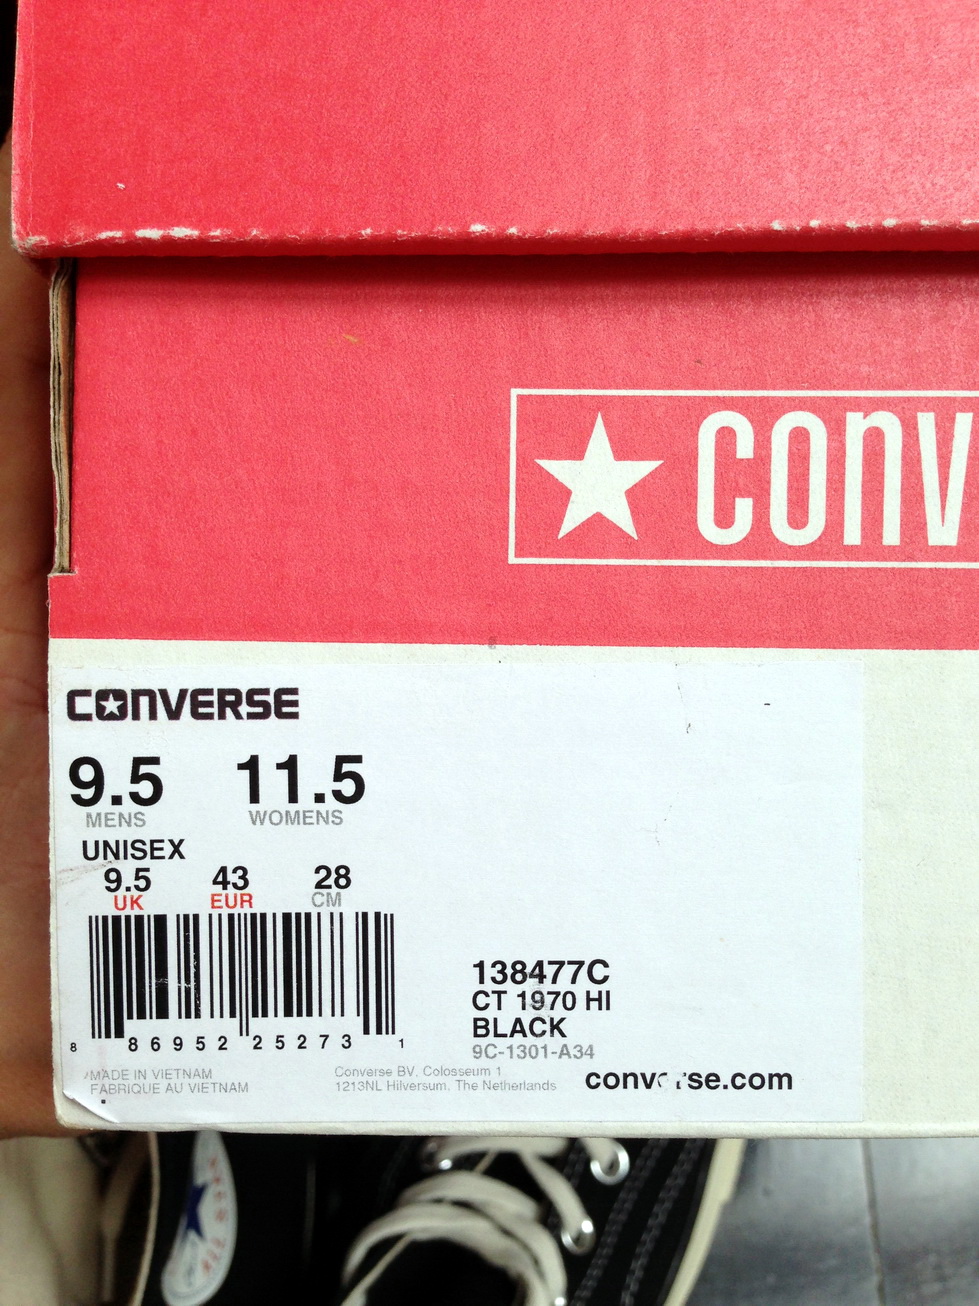 CONV
CONVERSE
9.5 11.5
MENS WOMENS
UNISEX
9.5 43 28
UK EUR CM
8 86952 25273 1
138477C
CT 1970 HI
BLACK
9C-1301-A34
MADE IN VIETNAM
FABRIQUE AU VIETNAM
Converse BV, Colosseum 1
1213NL Hilversum, The Netherlands
converse.com